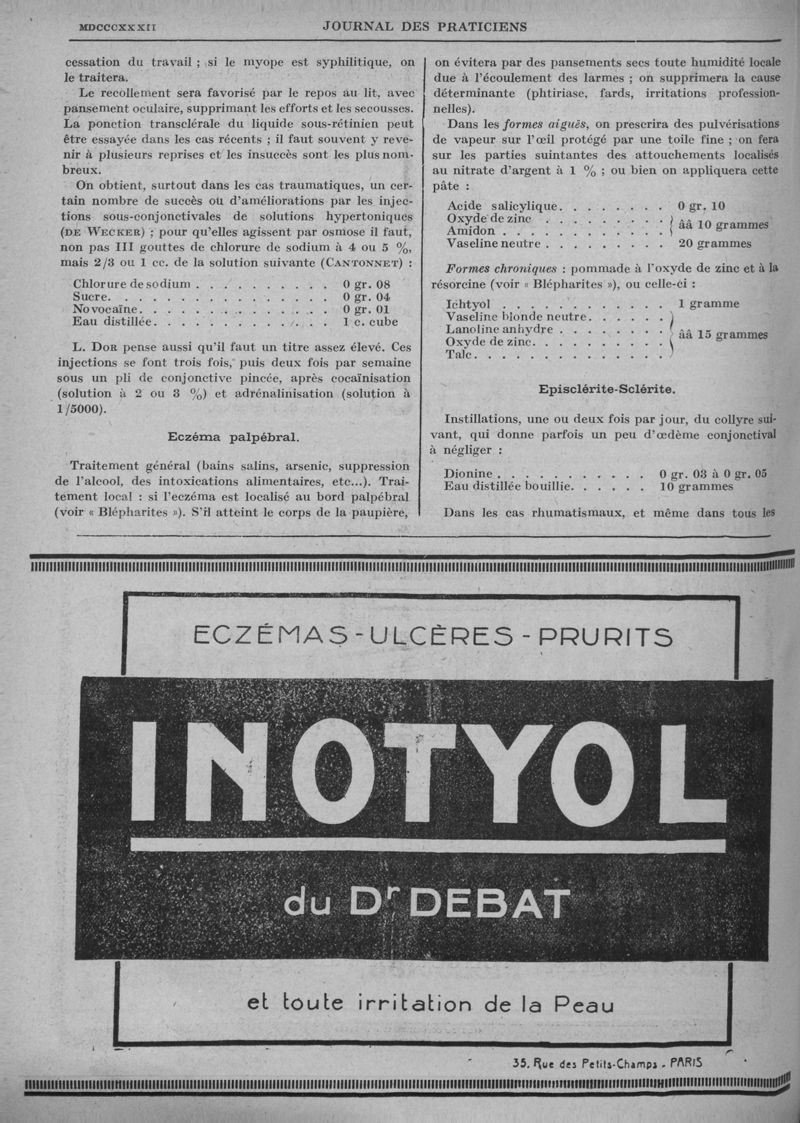 MDCCCXXXII
JOURNAL DES PRATICIENS
cessation du travail ; si le myope est syphilitique, on
le traitera.
Le recollement sera favorisé par le repos au lit, avec
pansement oculaire, supprimant les efforts et les secousses.
La ponction transclérale du liquide sous-rétinien peut
être essayée dans les cas récents ; il faut souvent y reve-
nir à plusieurs reprises et les insuccès sont les plus nom-
breux.
On obtient, surtout dans les cas traumatiques, un cer-
tain nombre de succès où d'améliorations par les injec-
tions sous-conjonctivales de solutions hypertoniques
(DE WECKER) ; pour qu'elles agissent par osmose il faut,
non pas III gouttes de chlorure de sodium à 4 ou 5 %,
mais 2/3 ou 1 cc. de la solution suivante (CANTONNET) :
Chlorure de sodium . . . . . . . . . . 0 gr. 08
Sucre. . . . . . . . . . . . . . . . 0 gr. 04
Novocaïne. . . . . . . . . . . . . . 0 gr. 01
Eau distillée. . . . . . . . . . . . . 1 c. cube
L. DOR pense aussi qu'il faut un titre assez élevé. Ces
injections se font trois fois, puis deux fois par semaine
sous un pli de conjonctive pincée, après cocaïnisation
(solution à 2 ou 3 %) et adrénalinisation (solution à
1/5000).
Eczéma palpébral.
Traitement général (bains salins, arsenic, suppression
de l'alcool, des intoxications alimentaires, etc...). Trai-
tement local : si l'eczéma est localisé au bord palpébral
(voir « Blépharites »). S'il atteint le corps de la paupière,
on évitera par des pansements secs toute humidité locale
due à l'écoulement des larmes ; on supprimera la cause
déterminante (phtiriase, fards, irritations profession-
nelles).
Dans les formes aiguës, on prescrira des pulvérisations
de vapeur sur l'œil protégé par une toile fine ; on fera
sur les parties suintantes des attouchements localisés
au nitrate d'argent à 1 % ; ou bien on appliquera cette
pâte :
Acide salicylique. . . . . . . . 0 gr. 10
Oxyde de zinc . . . . . . . . .
Amidon . . . . . . . . . . . . } ââ 10 grammes
Vaseline neutre . . . . . . . . . 20 grammes
Formes chroniques : pommade à l'oxyde de zinc et à la
résorcine (voir « Blépharites »), ou celle-ci :
Ichtyol . . . . . . . . . . . . 1 gramme
Vaseline blonde neutre. . . . . .
Lanoline anhydre . . . . . . . .
Oxyde de zinc. . . . . . . . . . } ââ 15 grammes
Talc. . . . . . . . . . . . . .
Episclérite-Sclérite.
Instillations, une ou deux fois par jour, du collyre sui-
vant, qui donne parfois un peu d'œdème conjonctival
à négliger :
Dionine . . . . . . . . . . . 0 gr. 03 à 0 gr. 05
Eau distillée bouillie. . . . . . 10 grammes
Dans les cas rhumatismaux, et même dans tous les
ECZÉMAS - ULCÈRES - PRURITS
INOTYOL
du Dr DEBAT
et toute irritation de la Peau
35, Rue des Petits-Champs - PARIS